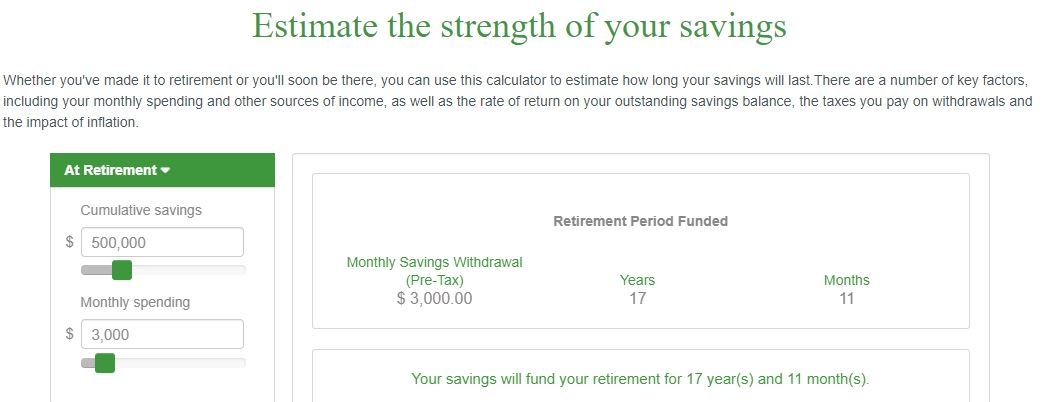 Estimate the strength of your savings
Whether you've made it to retirement or you'll soon be there, you can use this calculator to estimate how long your savings will last.There are a number of key factors,
including your monthly spending and other sources of income, as well as the rate of return on your outstanding savings balance, the taxes you pay on withdrawals and
the impact of inflation.
At Retirement
Cumulative savings
$ 500,000
Monthly spending
$ 3,000
Retirement Period Funded
Monthly Savings Withdrawal
(Pre-Tax)
$ 3,000.00
Years
17
Months
11
Your savings will fund your retirement for 17 year(s) and 11 month(s).